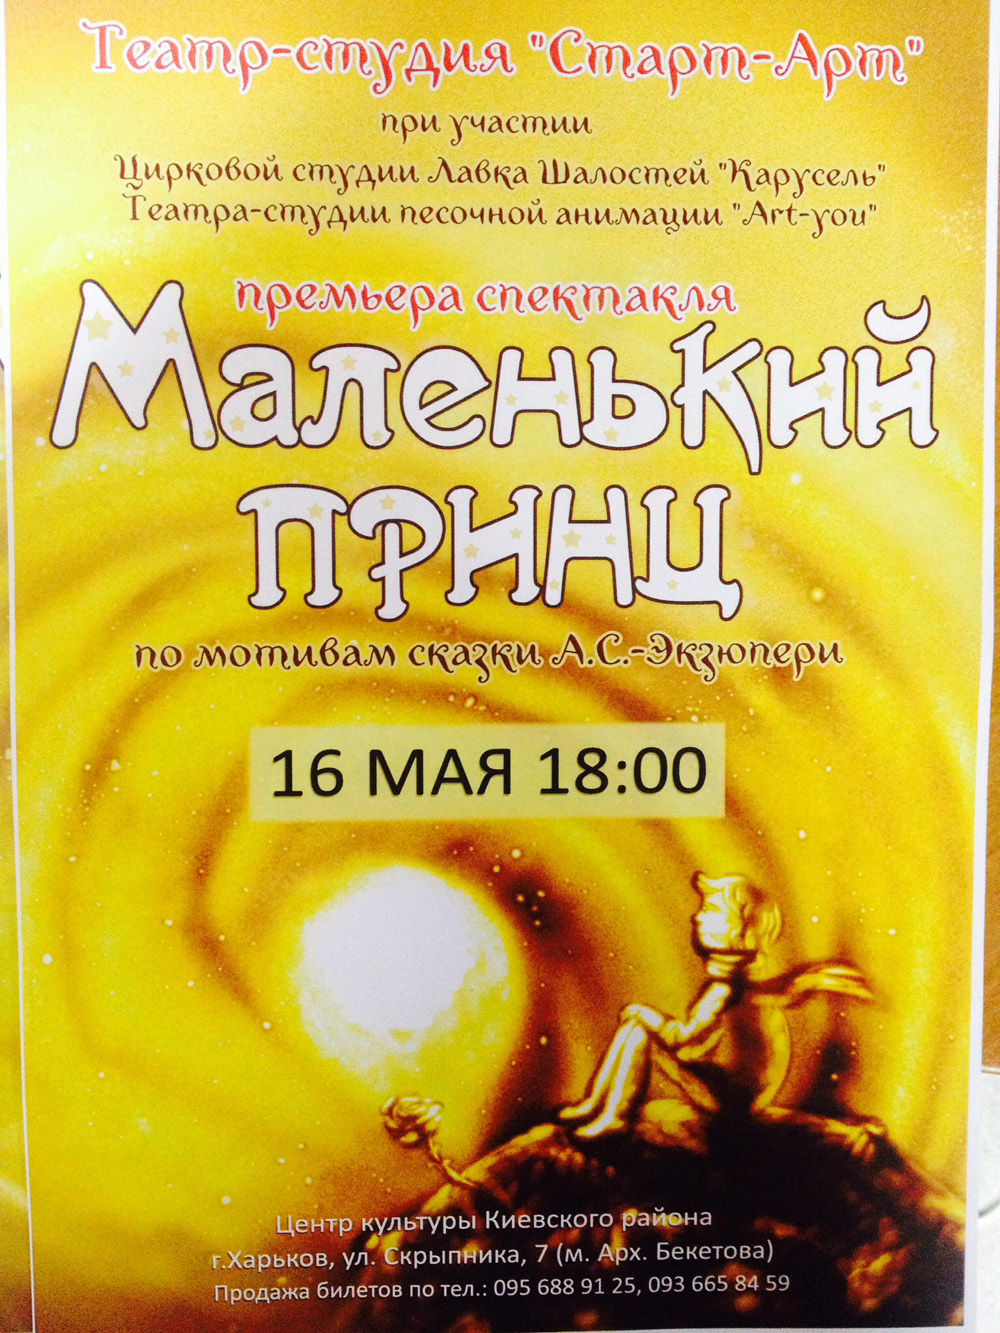 Театр-студия "Старт-Арт"
при участии
Цирковой студии Лавка Шалостей "Карусель"
Театра-студии песочной анимации "Art-you"
премьера спектакля
Маленький
принц
по мотивам сказки А.С.-Экзюпери
16 МАЯ 18:00
Центр культуры Киевского района
г.Харьков, ул. Скрыпника, 7 (м. Арх. Бекетова)
Продажа билетов по тел.: 095 688 91 25, 093 665 84 59